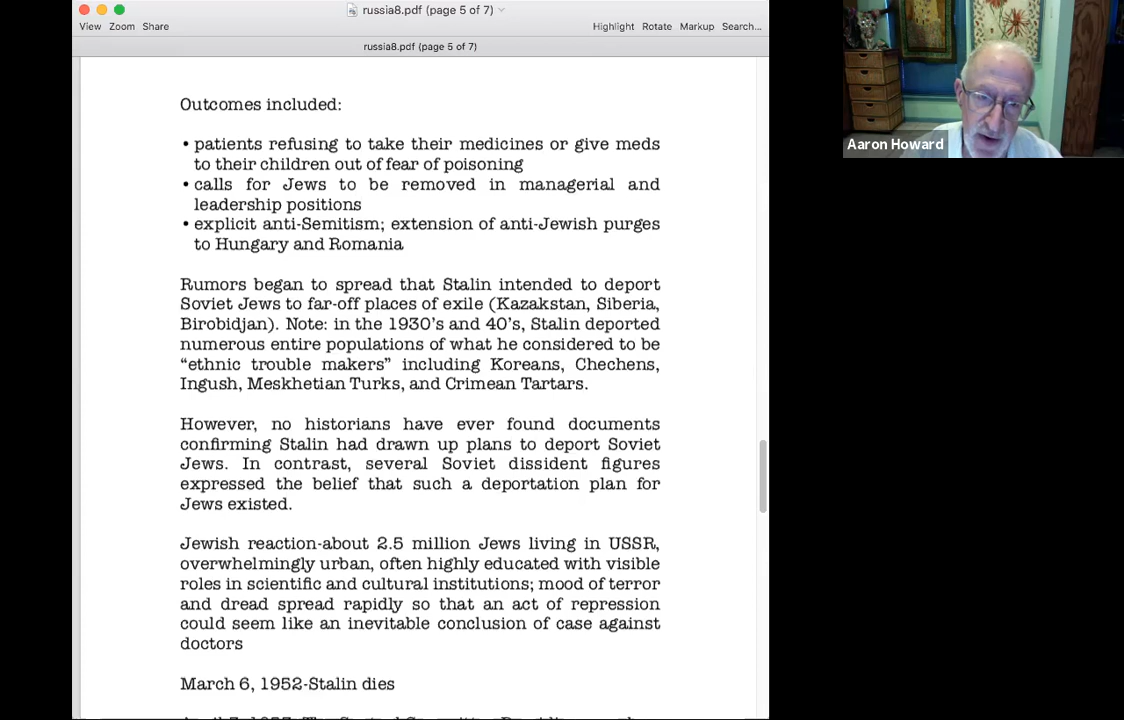 russia8.pdf (page 5 of 7)
View Zoom Share
Highlight Rotate Markup Search...
russia8.pdf (page 5 of 7)
Outcomes included:
• patients refusing to take their medicines or give meds
to their children out of fear of poisoning
• calls for Jews to be removed in managerial and
leadership positions
• explicit anti-Semitism; extension of anti-Jewish purges
to Hungary and Romania
Rumors began to spread that Stalin intended to deport
Soviet Jews to far-off places of exile (Kazakstan, Siberia,
Birobidjan). Note: in the 1930's and 40's, Stalin deported
numerous entire populations of what he considered to be
“ethnic trouble makers” including Koreans, Chechens,
Ingush, Meskhetian Turks, and Crimean Tartars.
However, no historians have ever found documents
confirming Stalin had drawn up plans to deport Soviet
Jews. In contrast, several Soviet dissident figures
expressed the belief that such a deportation plan for
Jews existed.
Jewish reaction-about 2.5 million Jews living in USSR,
overwhelmingly urban, often highly educated with visible
roles in scientific and cultural institutions; mood of terror
and dread spread rapidly so that an act of repression
could seem like an inevitable conclusion of case against
doctors
March 6, 1952-Stalin dies
Aaron Howard